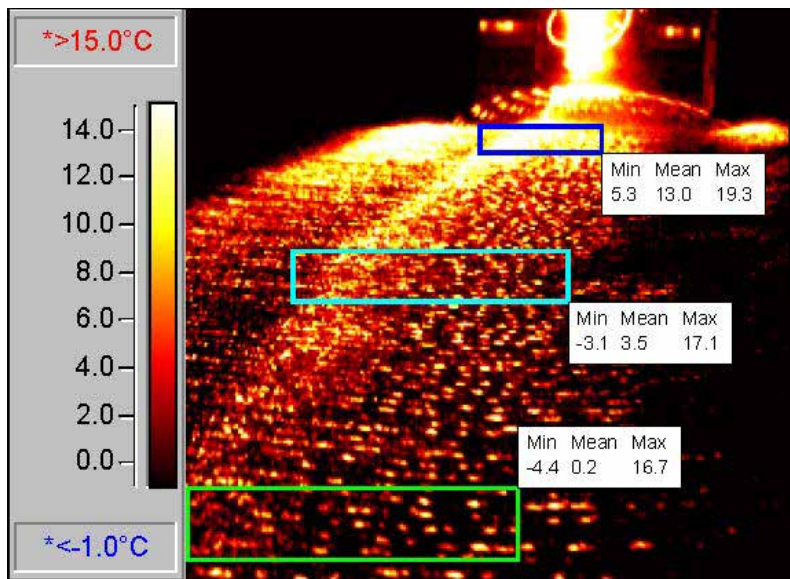 *>15.0°C
14.0
12.0
10.0
8.0
6.0
4.0
2.0
0.0
*<-1.0°C
Min Mean Max
5.3 13.0 19.3
Min Mean Max
-3.1 3.5 17.1
Min Mean Max
-4.4 0.2 16.7